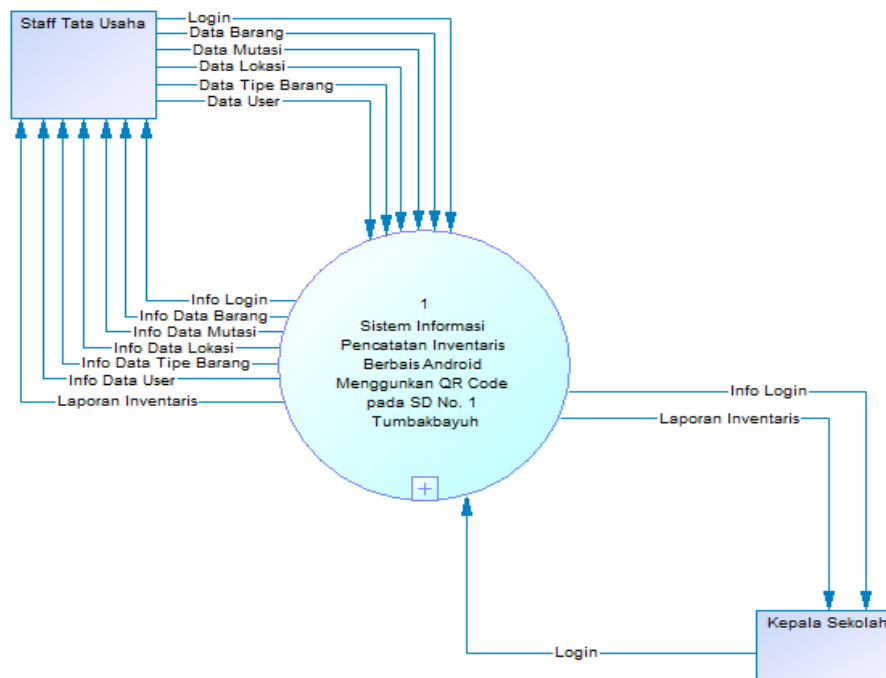 Staff Tata Usaha
Login
Data Barang
Data Mutasi
Data Lokasi
Data Tipe Barang
Data User
Info Login
Info Data Barang
Info Data Mutasi
Info Data Lokasi
Info Data Tipe Barang
Info Data User
Laporan Inventaris
1
Sistem Informasi
Pencatatan Inventaris
Berbais Android
Menggunkan QR Code
pada SD No. 1
Tumbakbayuh
Info Login
Laporan Inventaris
Kepala Sekolah
Login